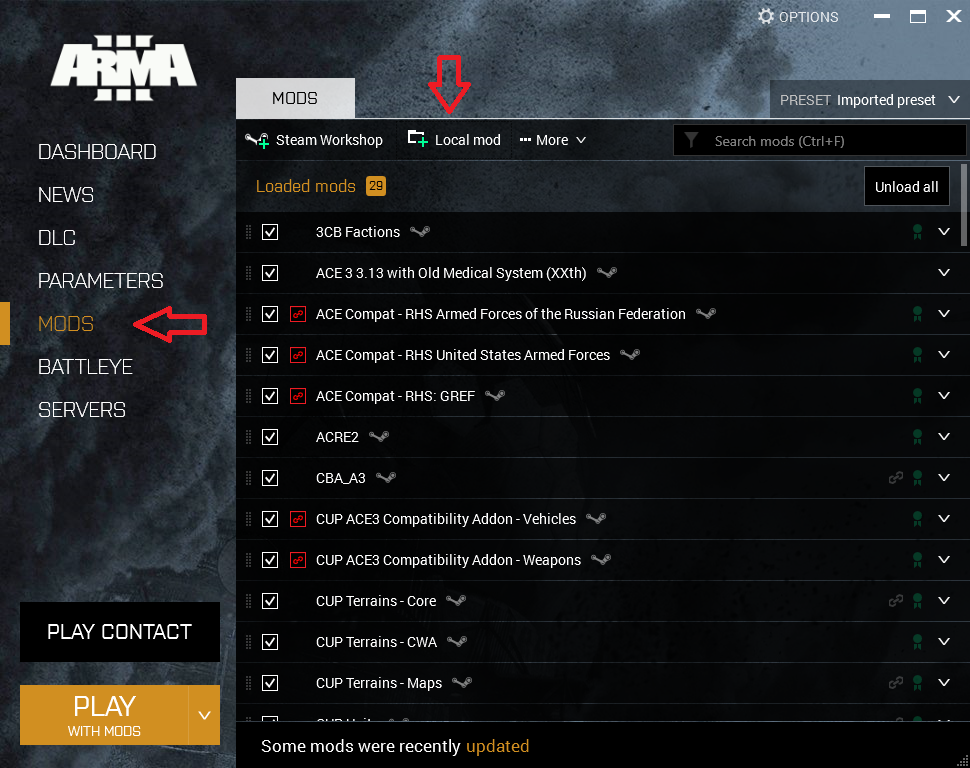 OPTIONS
ARMA
III
MODS
PRESET Imported preset
DASHBOARD
NEWS
DLC
PARAMETERS
MODS
BATTLEYE
SERVERS
PLAY CONTACT
PLAY
WITH MODS
Steam Workshop
Local mod
More
Search mods (Ctrl+F)
Loaded mods 29
Unload all
3CB Factions
ACE 3 3.13 with Old Medical System (XXth)
ACE Compat - RHS Armed Forces of the Russian Federation
ACE Compat - RHS United States Armed Forces
ACE Compat - RHS: GREF
ACRE2
CBA_A3
CUP ACE3 Compatibility Addon - Vehicles
CUP ACE3 Compatibility Addon - Weapons
CUP Terrains - Core
CUP Terrains - CWA
CUP Terrains - Maps
Some mods were recently updated